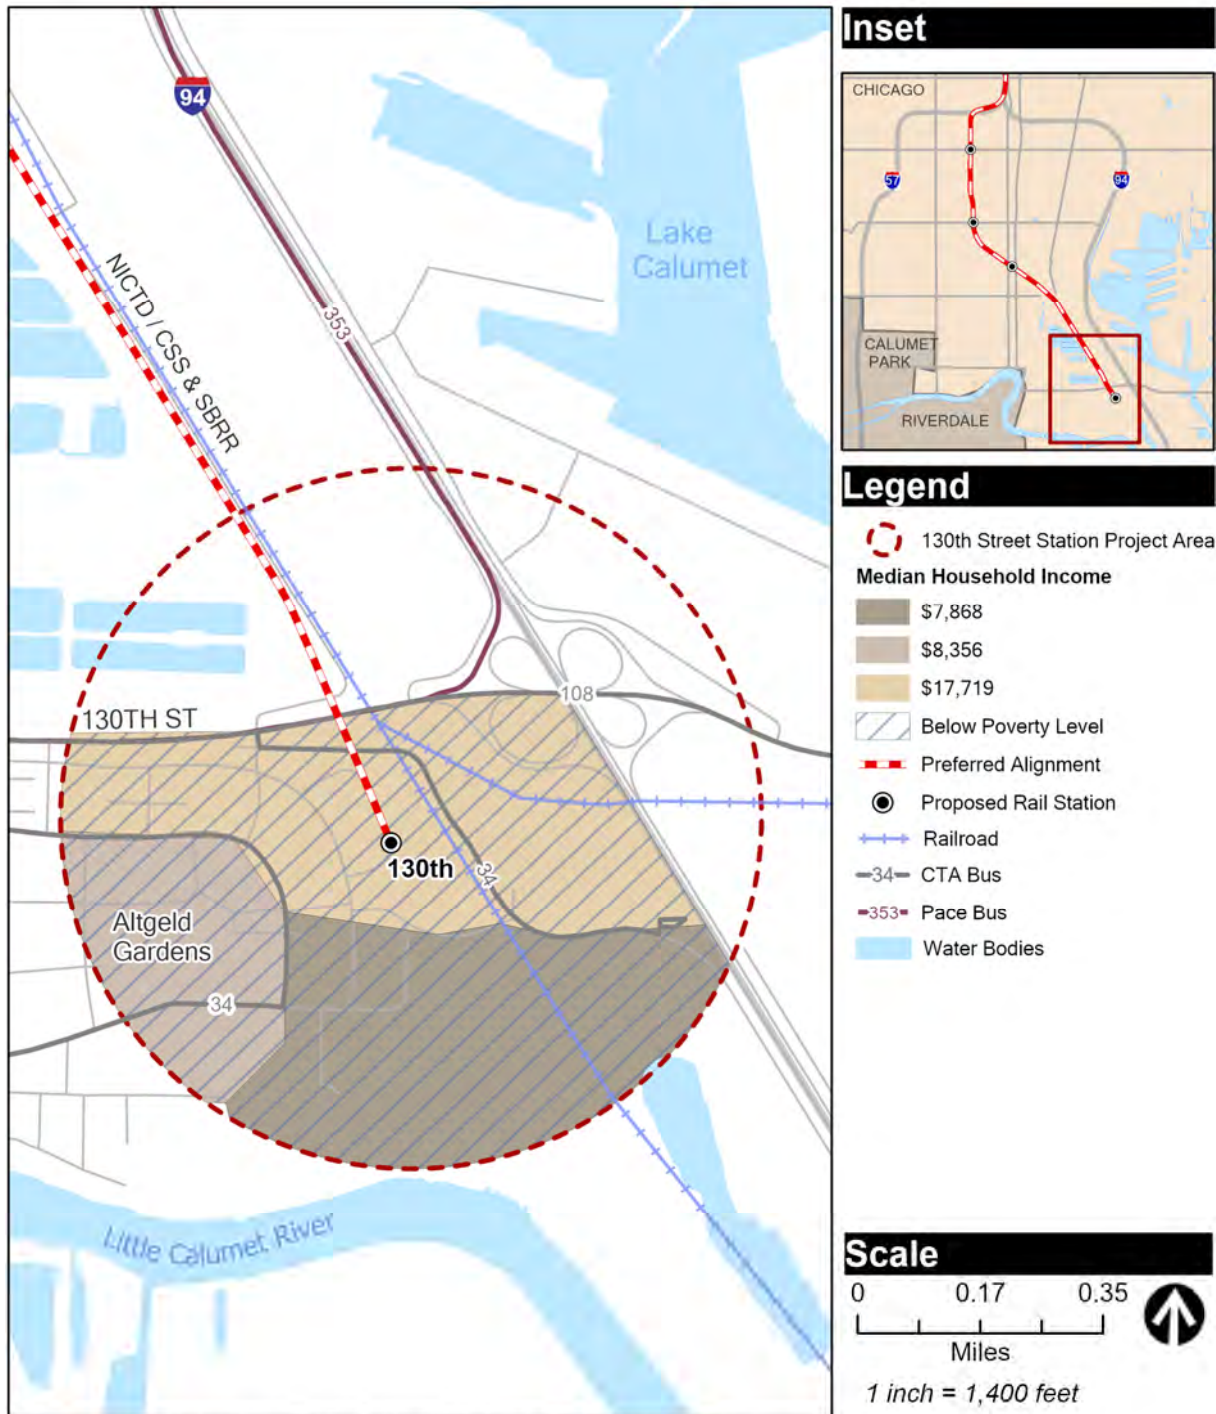 94
Lake
Calumet
353
NICTD / CSS & SBRR
130TH ST
108
130th
34
Altgeld
Gardens
34
Little Calumet River
Inset
CHICAGO
57
94
CALUMET
PARK
RIVERDALE
Legend
130th Street Station Project Area
Median Household Income
$7,868
$8,356
$17,719
Below Poverty Level
Preferred Alignment
Proposed Rail Station
Railroad
34 CTA Bus
353 Pace Bus
Water Bodies
Scale
0 0.17 0.35
Miles
1 inch = 1,400 feet